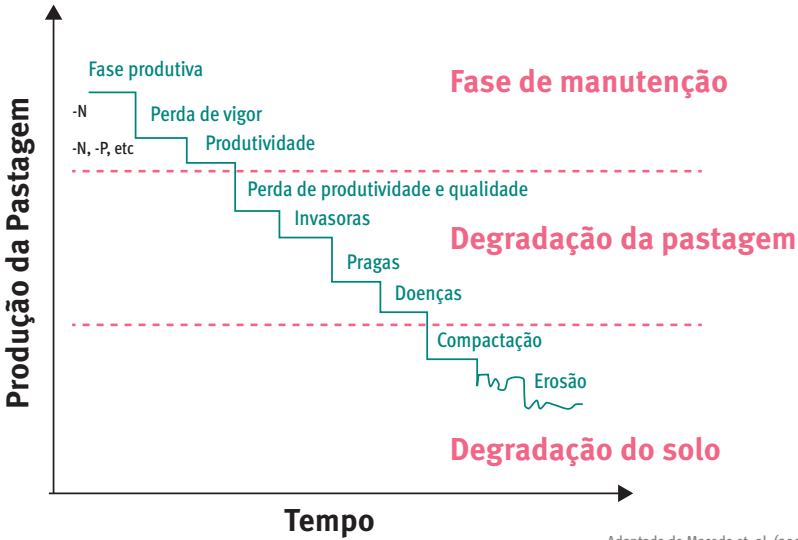 Produção da Pastagem
Fase produtiva
Fase de manutenção
-N
Perda de vigor
-N, -P, etc
Produtividade
Perda de produtividade e qualidade
Invasoras
Degradação da pastagem
Pragas
Doenças
Compactação
Erosão
Degradação do solo
Tempo